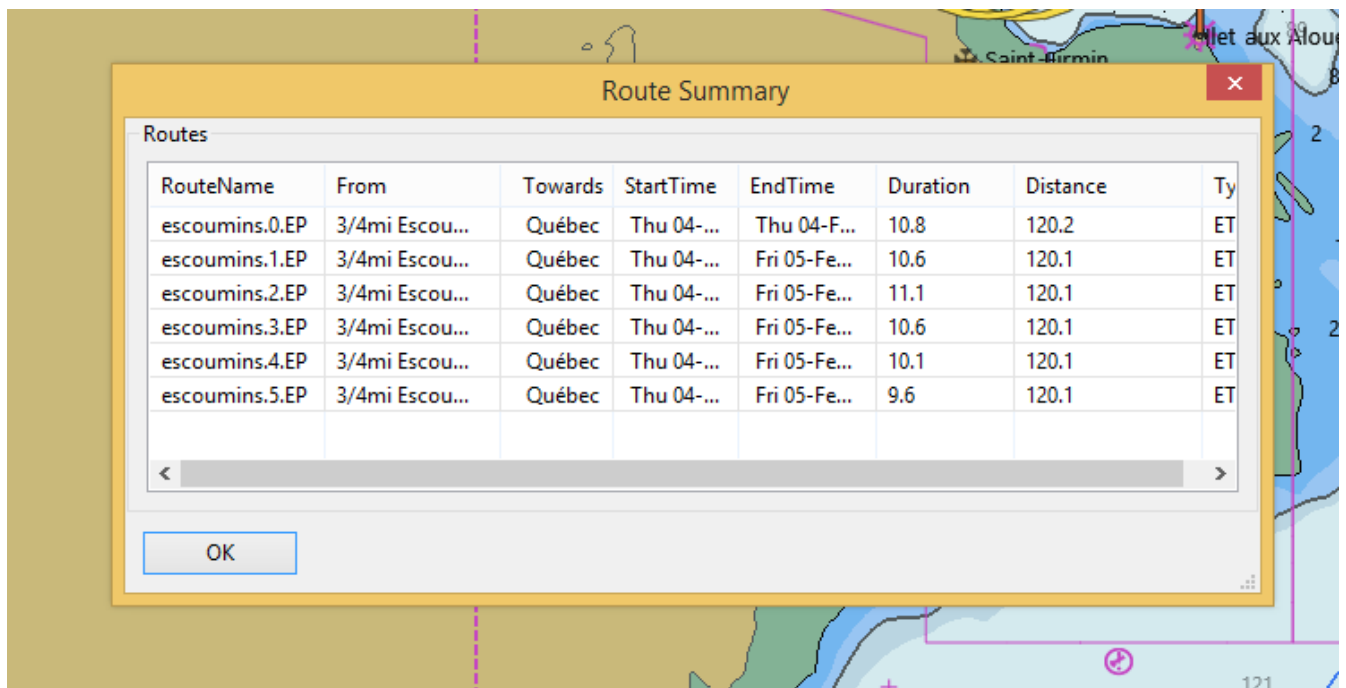 99
Ilet aux Aloue
Saint-Firmin
8
Route Summary
Routes
2
RouteName From Towards StartTime EndTime Duration Distance Ty
escoumins.0.EP 3/4mi Escou... Québec Thu 04-... Thu 04-F... 10.8 120.2 ET
escoumins.1.EP 3/4mi Escou... Québec Thu 04-... Fri 05-Fe... 10.6 120.1 ET
escoumins.2.EP 3/4mi Escou... Québec Thu 04-... Fri 05-Fe... 11.1 120.1 ET
escoumins.3.EP 3/4mi Escou... Québec Thu 04-... Fri 05-Fe... 10.6 120.1 ET
2
escoumins.4.EP 3/4mi Escou... Québec Thu 04-... Fri 05-Fe... 10.1 120.1 ET
escoumins.5.EP 3/4mi Escou... Québec Thu 04-... Fri 05-Fe... 9.6 120.1 ET
OK
121